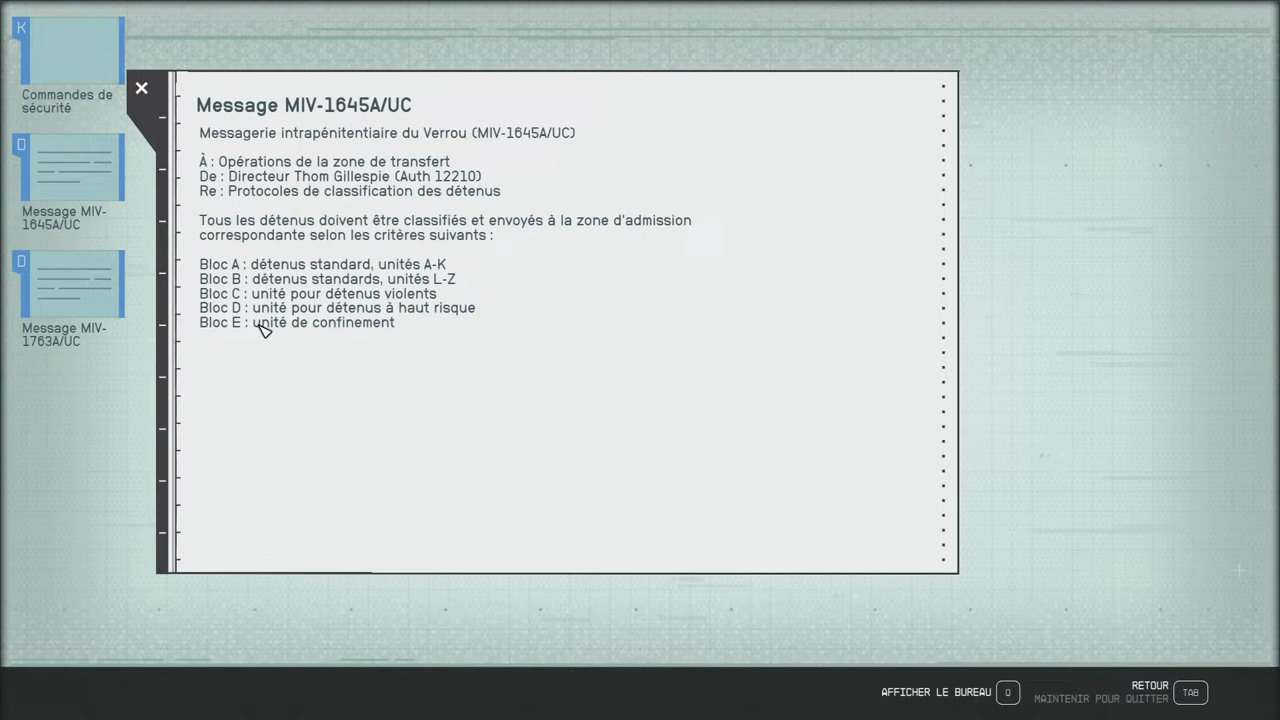 K
Commandes de
sécurité
D
Message MIV-
1645A/UC
D
Message MIV-
1763A/UC
Message MIV-1645A/UC
Messagerie intrapénitentiaire du Verrou (MIV-1645A/UC)
À : Opérations de la zone de transfert
De : Directeur Thom Gillespie (Auth 12210)
Re : Protocoles de classification des détenus
Tous les détenus doivent être classifiés et envoyés à la zone d'admission
correspondante selon les critères suivants :
Bloc A : détenus standard, unités A-K
Bloc B : détenus standards, unités L-Z
Bloc C : unité pour détenus violents
Bloc D : unité pour détenus à haut risque
Bloc E : unité de confinement
AFFICHER LE BUREAU Q
RETOUR
MAINTENIR POUR QUITTER TAB